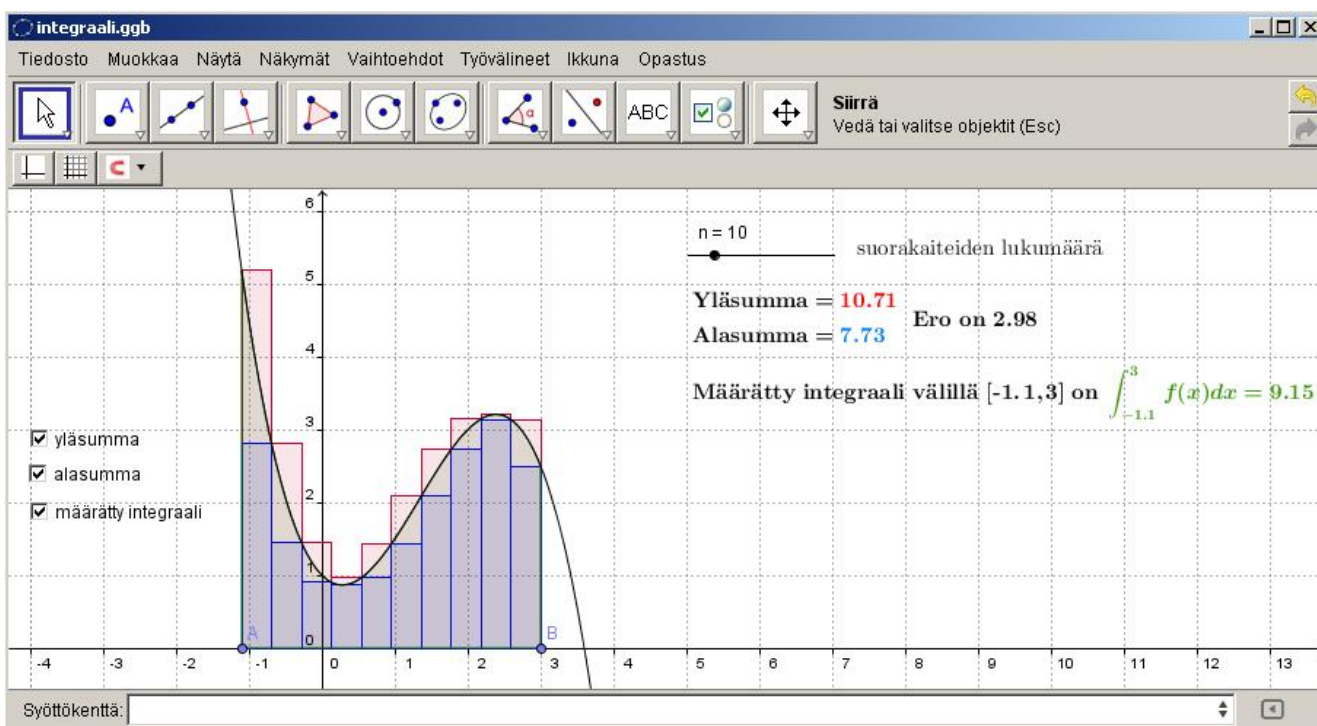 integraali.ggb
Tiedosto Muokkaa Näytä Näkymät Vaihtoehdot Työvälineet Ikkuna Opastus
A
α
ABC
Siirrä
Vedä tai valitse objektit (Esc)
n = 10
suorakaiteiden lukumäärä
Yläsumma = 10.71
Alasumma = 7.73
Ero on 2.98
Määrätty integraali välillä [-1.1,3] on ∫_{-1.1}^{3} f(x)dx = 9.15
yläsumma
alasumma
määrätty integraali
6
5
4
3
2
1
0
A B
-4 -3 -2 -1 0 1 2 3 4 5 6 7 8 9 10 11 12 13
Syöttökenttä: